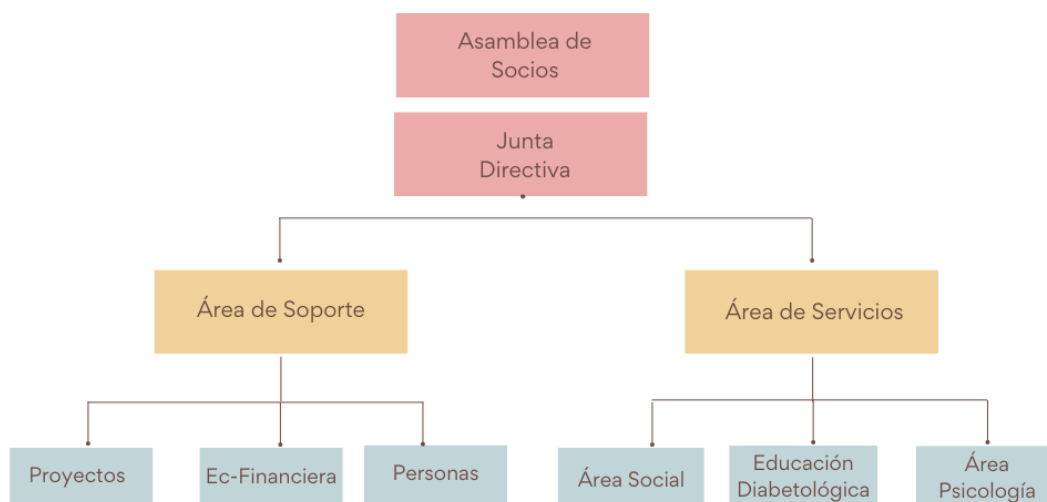 Asamblea de
Socios
Junta
Directiva
Área de Soporte
Área de Servicios
Proyectos
Ec-Financiera
Personas
Área Social
Educación
Diabetológica
Área
Psicología